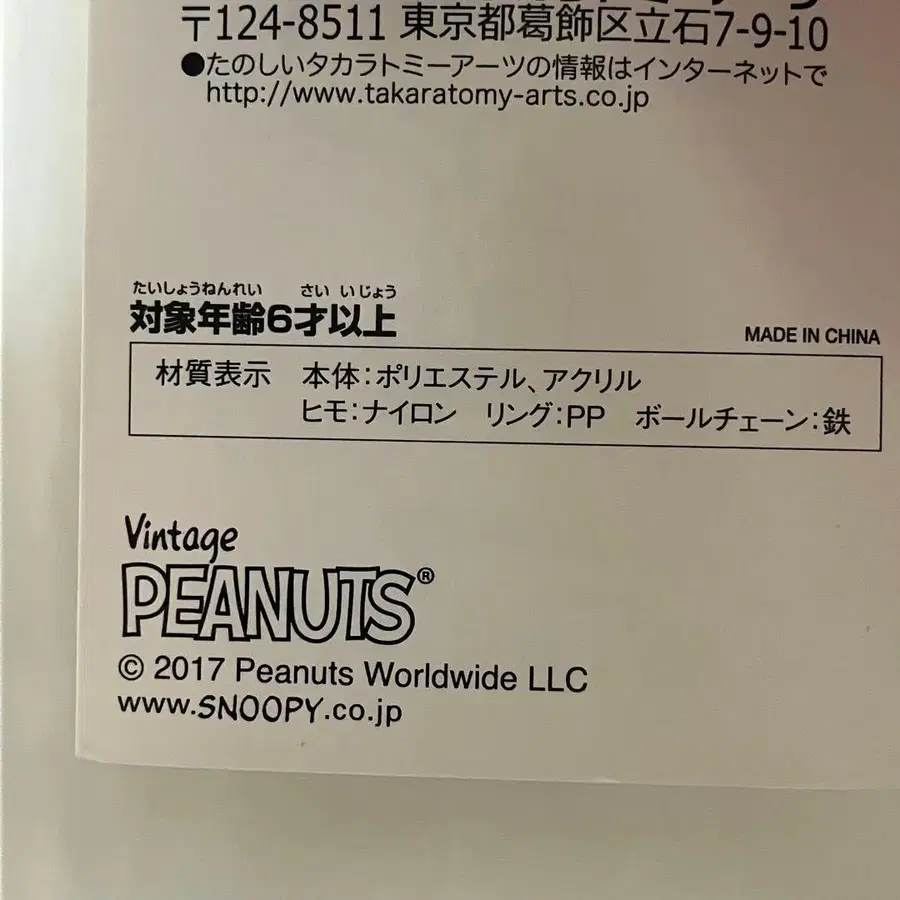 〒124-8511 東京都葛飾区立石7-9-10
●たのしいタカラトミーアーツの情報はインターネットで
http://www.takaratomy-arts.co.jp
たいしょうねんれい さい いじょう
対象年齢6才以上
MADE IN CHINA
材質表示 本体:ポリエステル、アクリル
ヒモ:ナイロン リング:PP ボールチェーン:鉄
Vintage
PEANUTS®
© 2017 Peanuts Worldwide LLC
www.SNOOPY.co.jp